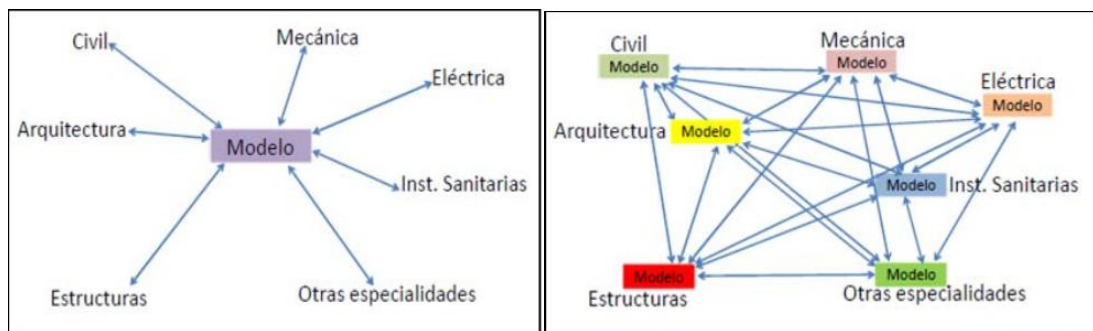 Civil
Mecánica
Eléctrica
Arquitectura
Modelo
Inst. Sanitarias
Estructuras
Otras especialidades
Civil
Modelo
Mecánica
Modelo
Eléctrica
Modelo
Arquitectura
Modelo
Modelo
Inst. Sanitarias
Modelo
Estructuras
Modelo
Otras especialidades